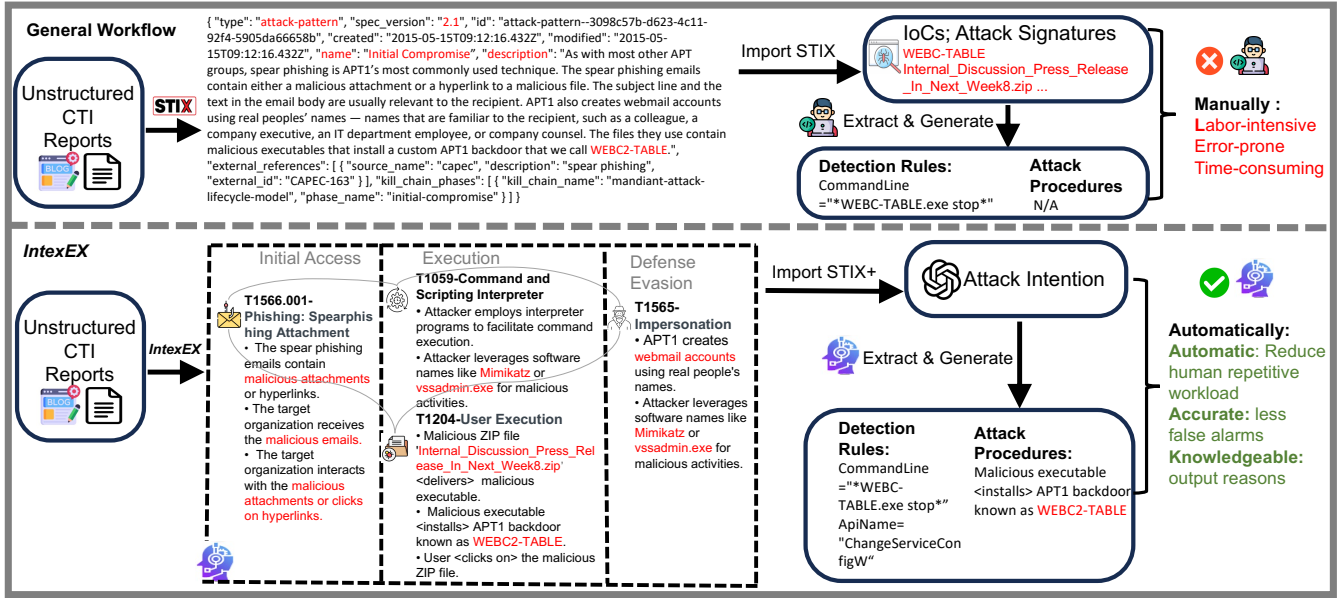 General Workflow
Unstructured
CTI
Reports
BLOG
STIX
{ "type": "attack-pattern", "spec_version": "2.1", "id": "attack-pattern--3098c57b-d623-4c11-
92f4-5905da66658b", "created": "2015-05-15T09:12:16.432Z", "modified": "2015-05-
15T09:12:16.432Z", "name": "Initial Compromise", "description": "As with most other APT
groups, spear phishing is APT1's most commonly used technique. The spear phishing emails
contain either a malicious attachment or a hyperlink to a malicious file. The subject line and the
text in the email body are usually relevant to the recipient. APT1 also creates webmail accounts
using real peoples' names — names that are familiar to the recipient, such as a colleague, a
company executive, an IT department employee, or company counsel. The files they use contain
malicious executables that install a custom APT1 backdoor that we call WEBC2-TABLE.",
"external_references": [ { "source_name": "capec", "description": "spear phishing",
"external_id": "CAPEC-163" } ], "kill_chain_phases": [ { "kill_chain_name": "mandiant-attack-
lifecycle-model", "phase_name": "initial-compromise" } ] }
Import STIX
IoCs; Attack Signatures
WEBC-TABLE
Internal_Discussion_Press_Release
_In_Next_Week8.zip ...
Extract & Generate
Detection Rules:
CommandLine
="*WEBC-TABLE.exe stop*"
Attack
Procedures
N/A
Manually :
Labor-intensive
Error-prone
Time-consuming
IntexEX
Unstructured
CTI
Reports
BLOG
IntexEX
Initial Access
T1566.001-
Phishing: Spearphis
hing Attachment
• The spear phishing
emails contain
malicious attachments
or hyperlinks.
• The target
organization receives
the malicious emails.
• The target
organization interacts
with the malicious
attachments or clicks
on hyperlinks.
Execution
T1059-Command and
Scripting Interpreter
• Attacker employs interpreter
programs to facilitate command
execution.
• Attacker leverages software
names like Mimikatz or
vssadmin.exe for malicious
activities.
T1204-User Execution
• Malicious ZIP file
'Internal_Discussion_Press_Rel
ease_In_Next_Week8.zip'
<delivers> malicious
executable.
• Malicious executable
<installs> APT1 backdoor
known as WEBC2-TABLE.
• User <clicks on> the malicious
ZIP file.
Defense
Evasion
T1565-
Impersonation
• APT1 creates
webmail accounts
using real people's
names.
• Attacker leverages
software names like
Mimikatz or
vssadmin.exe for
malicious activities.
Import STIX+
Attack Intention
Extract & Generate
Detection
Rules:
CommandLine
="*WEBC-
TABLE.exe stop*”
ApiName=
"ChangeServiceCon
figW“
Attack
Procedures:
Malicious executable
<installs> APT1 backdoor
known as WEBC2-TABLE
Automatically:
Automatic: Reduce
human repetitive
workload
Accurate: less
false alarms
Knowledgeable:
output reasons